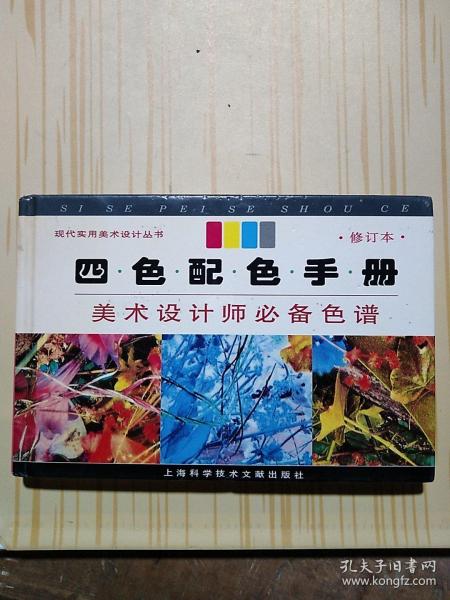 SI SE PEI SE SHOU CE
现代实用美术设计丛书
·修订本·
四·色·配·色·手·册
美术设计师必备色谱
上海科学技术文献出版社
孔夫子旧书网
www.kongfz.com